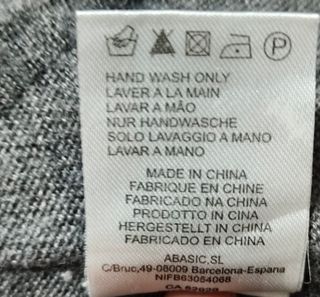 P
HAND WASH ONLY
LAVER A LA MAIN
LAVAR A MÃO
NUR HANDWASCHE
SOLO LAVAGGIO A MANO
LAVAR A MANO
MADE IN CHINA
FABRIQUE EN CHINE
FABRICADO NA CHINA
PRODOTTO IN CINA
HERGESTELLT IN CHINA
FABRICADO EN CHINA
ABASIC,SL
C/Bruc,49-08009 Barcelona-Espana
NIFB63054068
CA